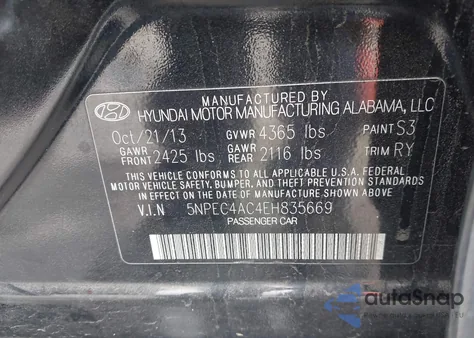 HYUNDAI MOTOR MANUFACTURING ALABAMA, LLC
Oct/21/13 GVWR 4365 lbs PAINT S3
GAWR FRONT 2425 lbs GAWR REAR 2116 lbs TRIM RY
THIS VEHICLE CONFORMS TO ALL APPLICABLE U.S.A. FEDERAL
MOTOR VEHICLE SAFETY, BUMPER, AND THEFT PREVENTION STANDARDS
IN EFFECT ON THE DATE OF MANUFACTURE SHOWN ABOVE.
V.I.N 5NPEC4AC4EH835669
PASSENGER CAR
autoSnap